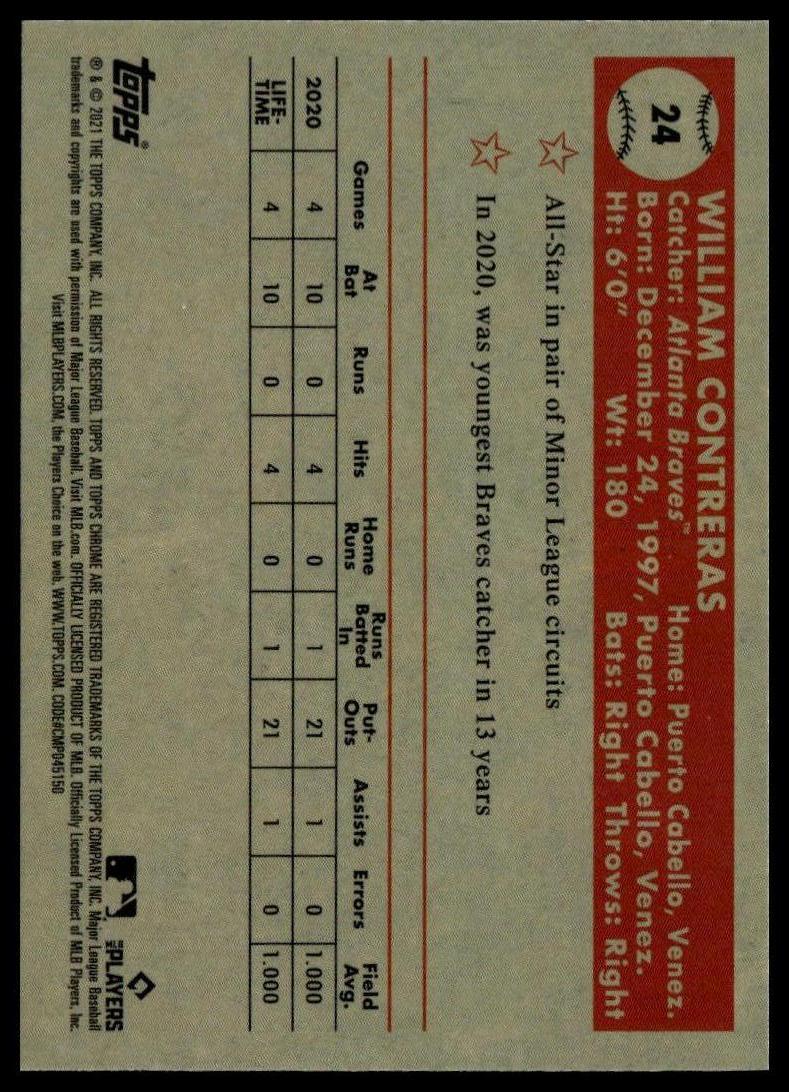 24
WILLIAM CONTRERAS
Catcher: Atlanta Braves™ Home: Puerto Cabello, Venez.
Born: December 24, 1997, Puerto Cabello, Venez.
Ht: 6'0" Wt: 180 Bats: Right Throws: Right
All-Star in pair of Minor League circuits
In 2020, was youngest Braves catcher in 13 years
Games At Bat Runs Hits Home Runs Runs Batted In Put-Outs Assists Errors Field Avg.
2020 4 10 0 4 0 1 21 1 0 1.000
LIFE-TIME 4 10 0 4 0 1 21 1 0 1.000
topps®
MLB PLAYERS
® & © 2021 THE TOPPS COMPANY, INC. ALL RIGHTS RESERVED. TOPPS AND TOPPS CHROME ARE REGISTERED TRADEMARKS OF THE TOPPS COMPANY, INC. Major League Baseball
trademarks and copyrights are used with permission of Major League Baseball. Visit MLB.com. OFFICIALLY LICENSED PRODUCT OF MLB. Officially Licensed Product of MLB Players, Inc.
Visit MLBPLAYERS.COM, the Players Choice on the web. WWW.TOPPS.COM. CODE#CMP045150